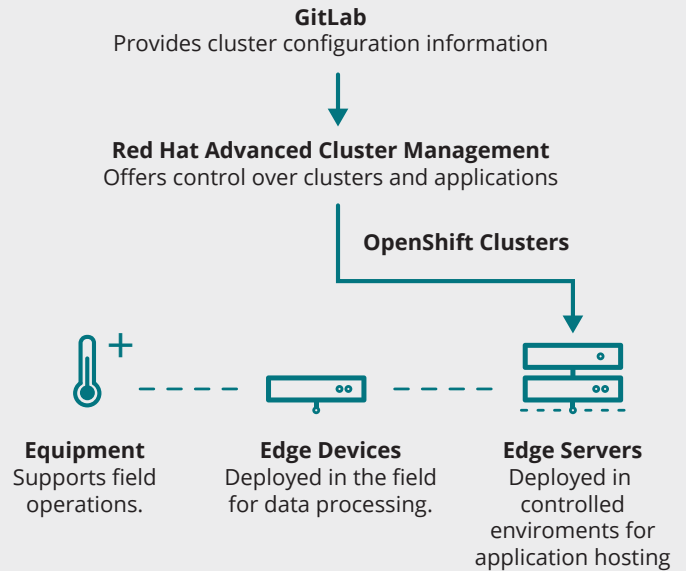 GitLab
Provides cluster configuration information
Red Hat Advanced Cluster Management
Offers control over clusters and applications
OpenShift Clusters
Equipment
Supports field
operations.
Edge Devices
Deployed in the field
for data processing.
Edge Servers
Deployed in
controlled
enviroments for
application hosting